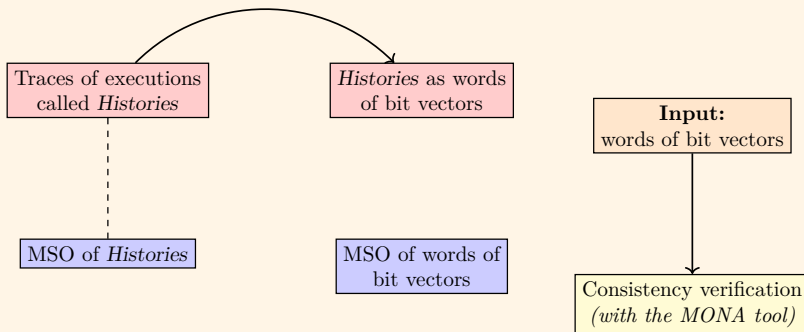 Traces of executions
called Histories
Histories as words
of bit vectors
Input:
words of bit vectors
MSO of Histories
MSO of words of
bit vectors
Consistency verification
(with the MONA tool)